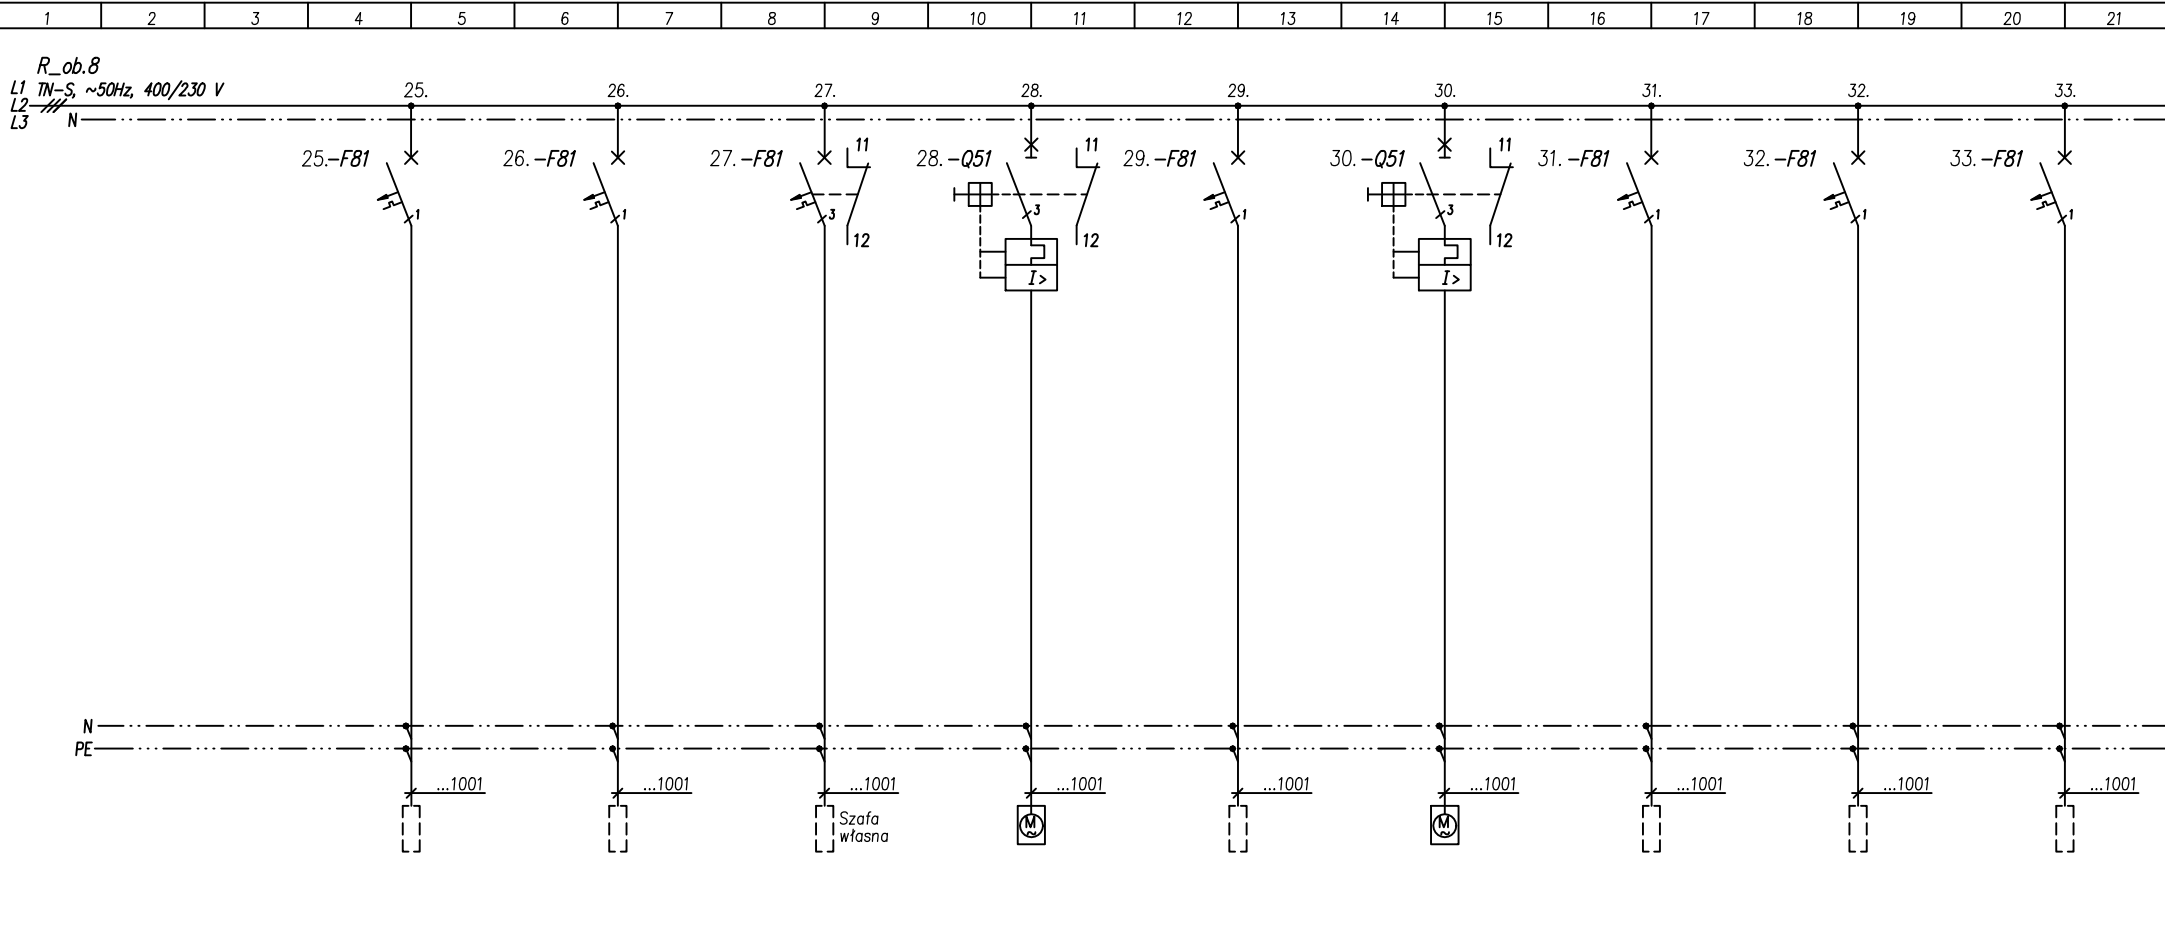 1 2 3 4 5 6 7 8 9 10 11 12 13 14 15 16 17 18 19 20 21
R_ob.8
L1 TN-S, ~50Hz, 400/230 V 25. 26. 27. 28. 29. 30. 31. 32. 33.
L2
L3 N
11 11 11
25.-F81 26.-F81 27.-F81 28.-Q51 29.-F81 30.-Q51 31.-F81 32.-F81 33.-F81
1 1 3 3 1 3 1 1 1
12 12 12
I> I>
N
PE
...1001 ...1001 ...1001 ...1001 ...1001 ...1001 ...1001 ...1001 ...1001
Szafa
własna
M~ M~